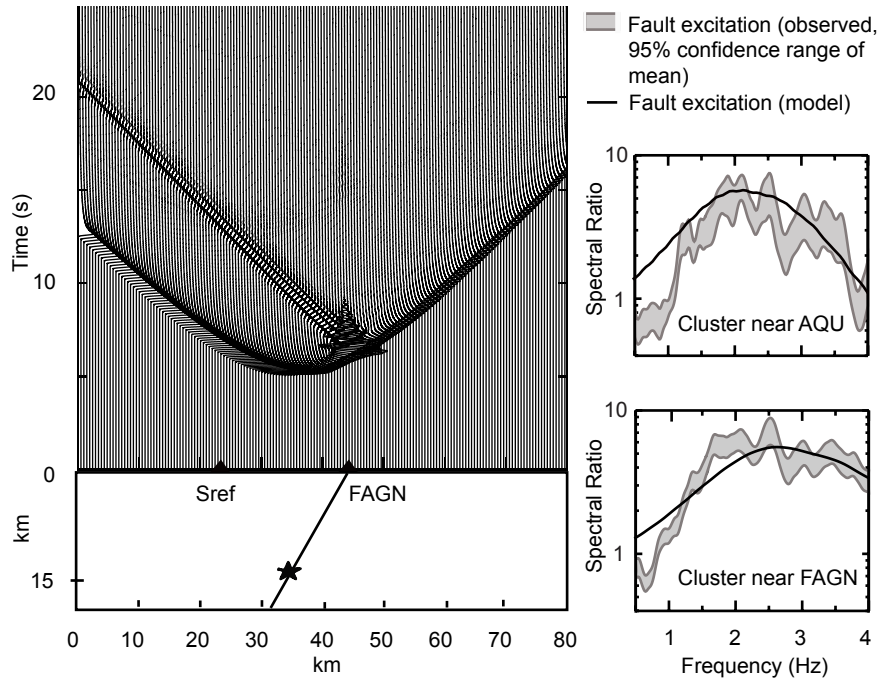 Fault excitation (observed,
95% confidence range of
mean)
Fault excitation (model)
Time (s)
20
10
0
Sref
FAGN
km
15
0 10 20 30 40 50 60 70 80
km
Spectral Ratio
10
1
Cluster near AQU
Spectral Ratio
10
1
Cluster near FAGN
1 2 3 4
Frequency (Hz)